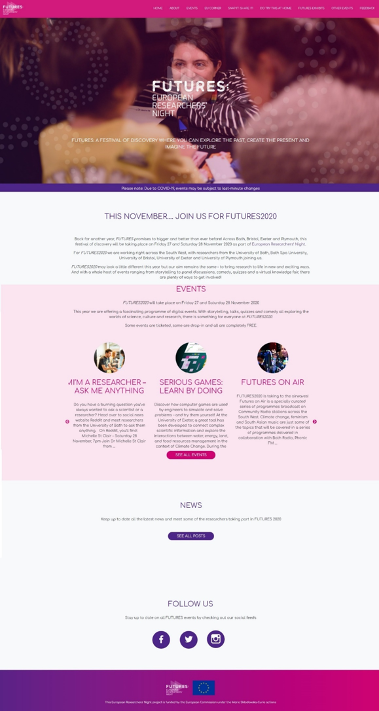 FUTURES
HOME ABOUT EVENTS
FUTURES
EUROPEAN
RESEARCHERS'
NIGHT
FUTURES: A FESTIVAL OF DISCOVERY WHERE YOU CAN EXPLORE THE PAST, CREATE THE PRESENT AND
IMAGINE THE FUTURE
Please note: Due to COVID-19, events may be subject to last-minute changes
THIS NOVEMBER... JOIN US FOR FUTURES2020
Back for another year, FUTURES promises to bigger and better than ever before! Across Bath, Bristol, Exeter and Plymouth, this
festival of discovery will be taking place on Friday 27 and Saturday 28 November 2020 as part of European Researchers' Night.
For FUTURES2020 we are working right across the South West, with researchers from the University of Bath, Bath Spa University,
University of Bristol, University of Exeter and University of Plymouth joining us.
FUTURES2020 may look a little different this year but our aim remains the same - to bring research to life in new and exciting ways.
And with a whole host of events ranging from storytelling to panel discussions, comedy, quizzes and a virtual knowledge fair, there
are plenty of ways to get involved!
EVENTS
FUTURES2020 will take place on Friday 27 and Saturday 28 November 2020.
This year we are offering a fascinating programme of digital events. With storytelling, talks, quizzes and comedy all exploring the
worlds of science, culture and research, there is something for everyone at FUTURES2020!
Some events are ticketed, some are drop in and all are completely FREE.
I'M A RESEARCHER –
ASK ME ANYTHING
SERIOUS GAMES:
LEARN BY DOING
FUTURES ON AIR
Do you have a burning question you've
always wanted to ask a scientist or a
researcher? Head over to social news
website Reddit and meet researchers
from the University of Bath to ask them
anything. On Reddit, you'll find:
Michelle St Clair - Saturday 28
November 7pm Join Dr Michelle St Clair
from...
Discover how computer games are used
by engineers to simulate and solve
problems - and try them yourself! At the
University of Exeter, a great tool has
been developed to connect complex
scientific information and explore the
interactions between water, energy, land,
and food resources management in the
context of Climate Change. During the
FUTURES2020 is taking to the airwaves!
Futures on Air is a specially curated
series of programmes broadcast on
Community Radio stations across the
South West. Climate change, feminism
and South Asian music are just some of
the topics that will be covered in a series
of programmes delivered in
collaboration with Bath Radio, Phonic
FM,...
SEE ALL EVENTS
NEWS
Keep up to date on the latest news and meet some of the researchers taking part in FUTURES2020
SEE ALL POSTS
FOLLOW US
Stay up to date on all FUTURES events by checking out our social feeds
FUTURES